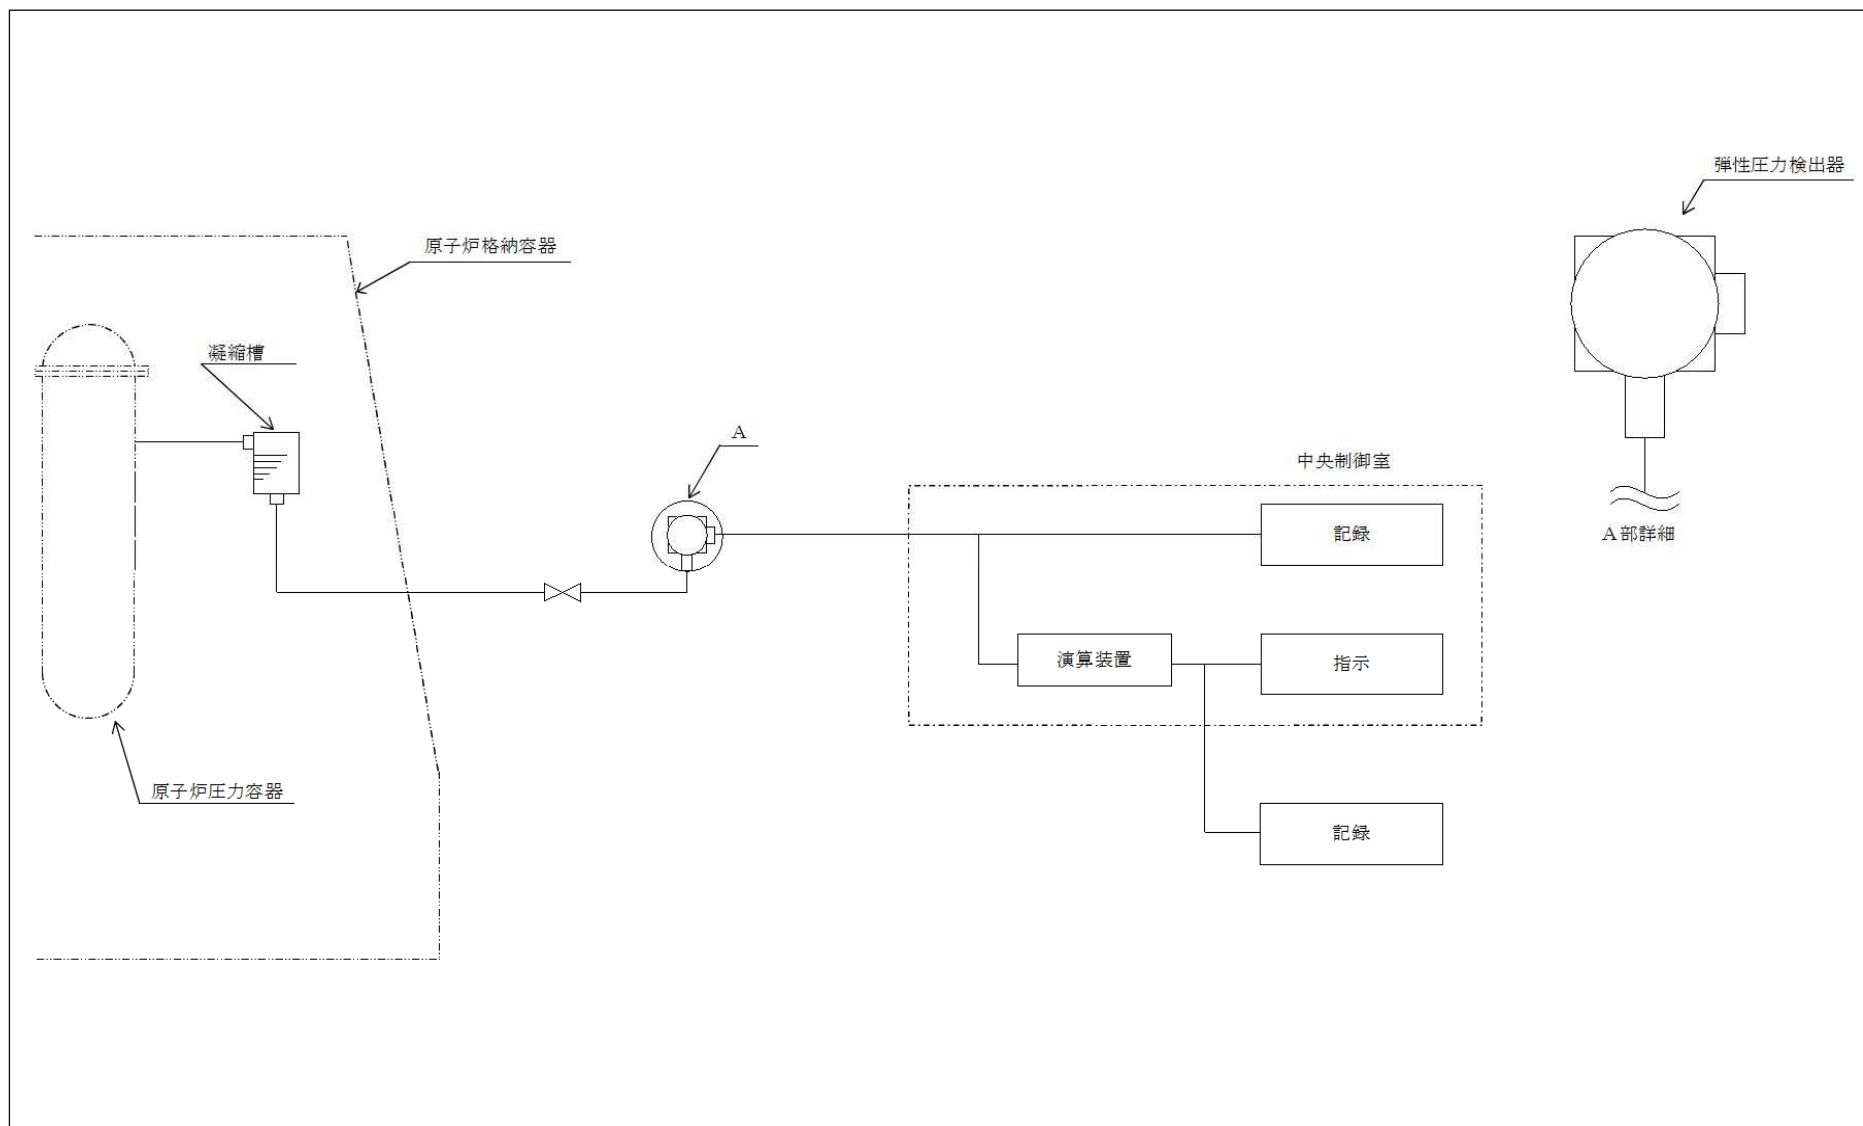 弾性圧力検出器
原子炉格納容器
凝縮槽
A
中央制御室
記録
A部詳細
演算装置
指示
原子炉圧力容器
記録